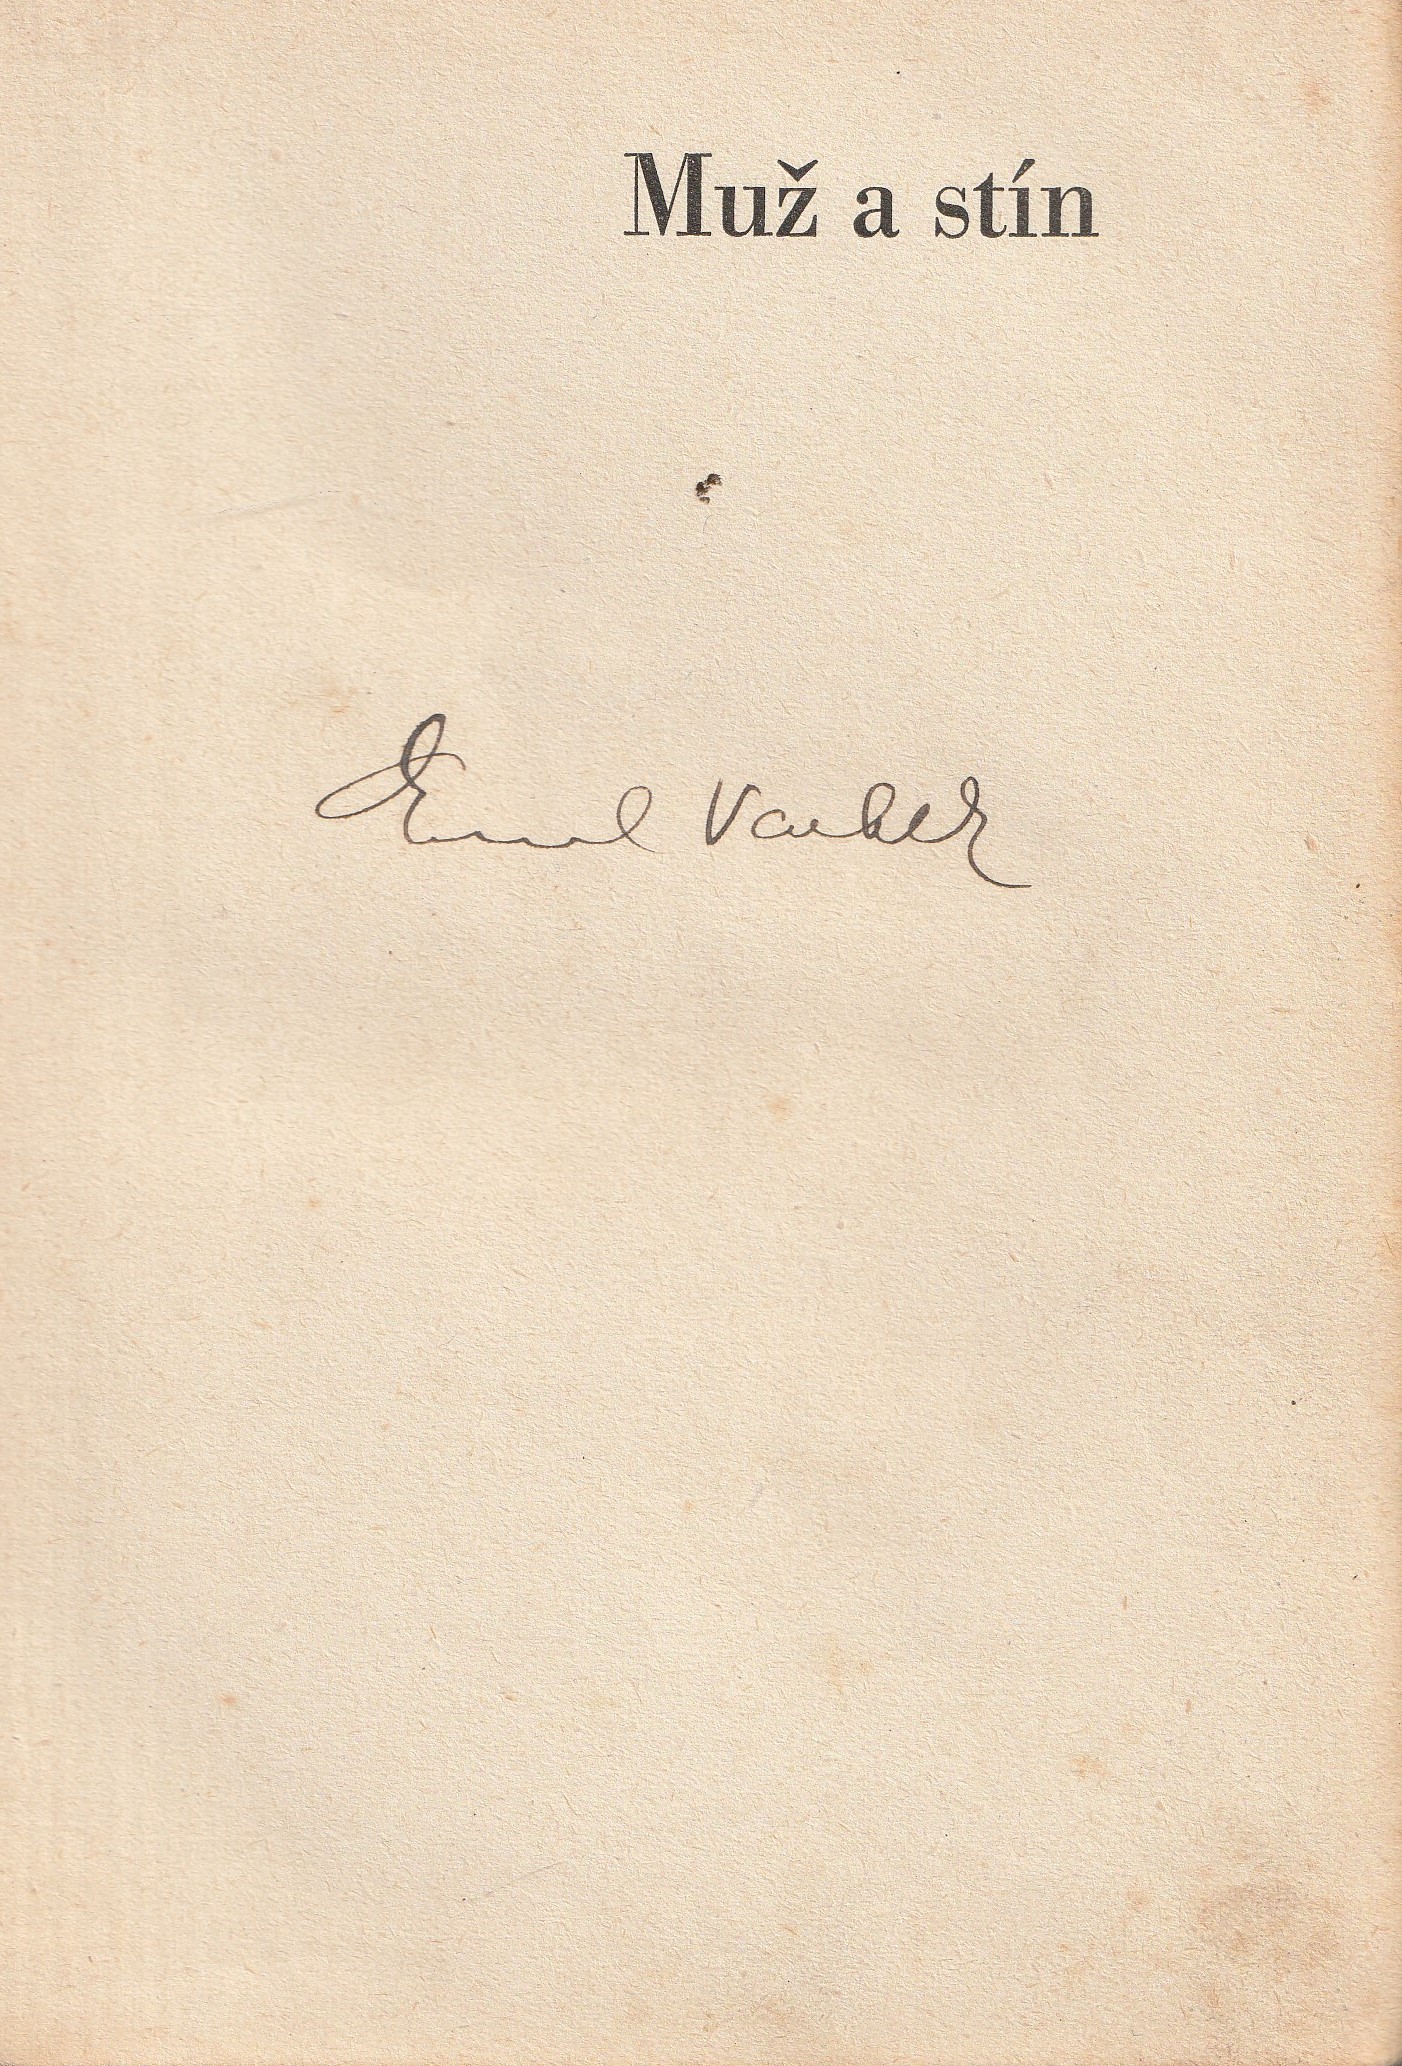 Muž a stín
Emil Vachek